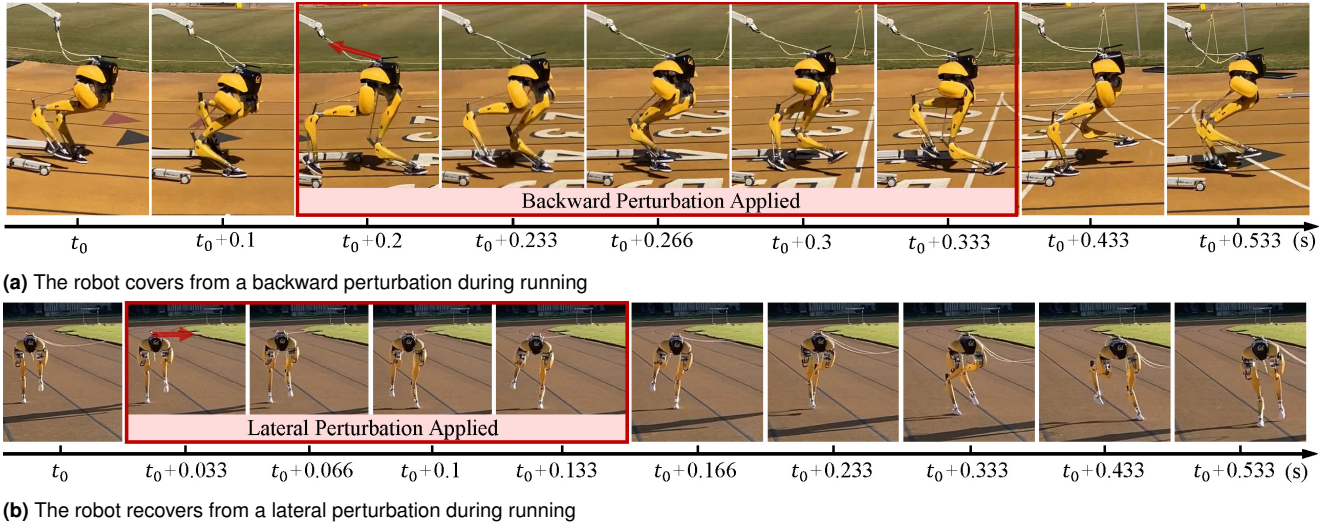 Backward Perturbation Applied
t₀ t₀+0.1 t₀+0.2 t₀+0.233 t₀+0.266 t₀+0.3 t₀+0.333 t₀+0.433 t₀+0.533 (s)
(a) The robot covers from a backward perturbation during running
Lateral Perturbation Applied
t₀ t₀+0.033 t₀+0.066 t₀+0.1 t₀+0.133 t₀+0.166 t₀+0.233 t₀+0.333 t₀+0.433 t₀+0.533 (s)
(b) The robot recovers from a lateral perturbation during running